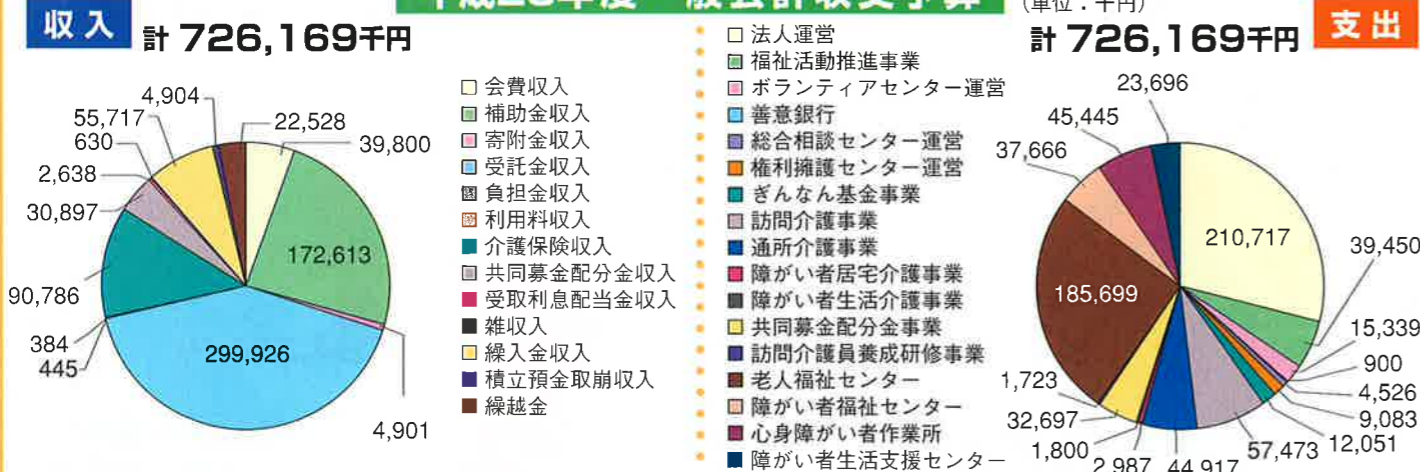 収入
計 726,169千円
(単位:千円)
計 726,169千円
支出
4,904
55,717
630
2,638
30,897
90,786
384
445
22,528
39,800
172,613
299,926
4,901
会費収入
補助金収入
寄附金収入
受託金収入
負担金収入
利用料収入
介護保険収入
共同募金配分金収入
受取利息配当金収入
雑収入
繰入金収入
積立預金取崩収入
繰越金
法人運営
福祉活動推進事業
ボランティアセンター運営
善意銀行
総合相談センター運営
権利擁護センター運営
ぎんなん基金事業
訪問介護事業
通所介護事業
障がい者居宅介護事業
障がい者生活介護事業
共同募金配分金事業
訪問介護員養成研修事業
老人福祉センター
障がい者福祉センター
心身障がい者作業所
障がい者生活支援センター
23,696
45,445
37,666
185,699
210,717
39,450
15,339
900
4,526
9,083
12,051
57,473
44,917
2,987
1,800
32,697
1,723